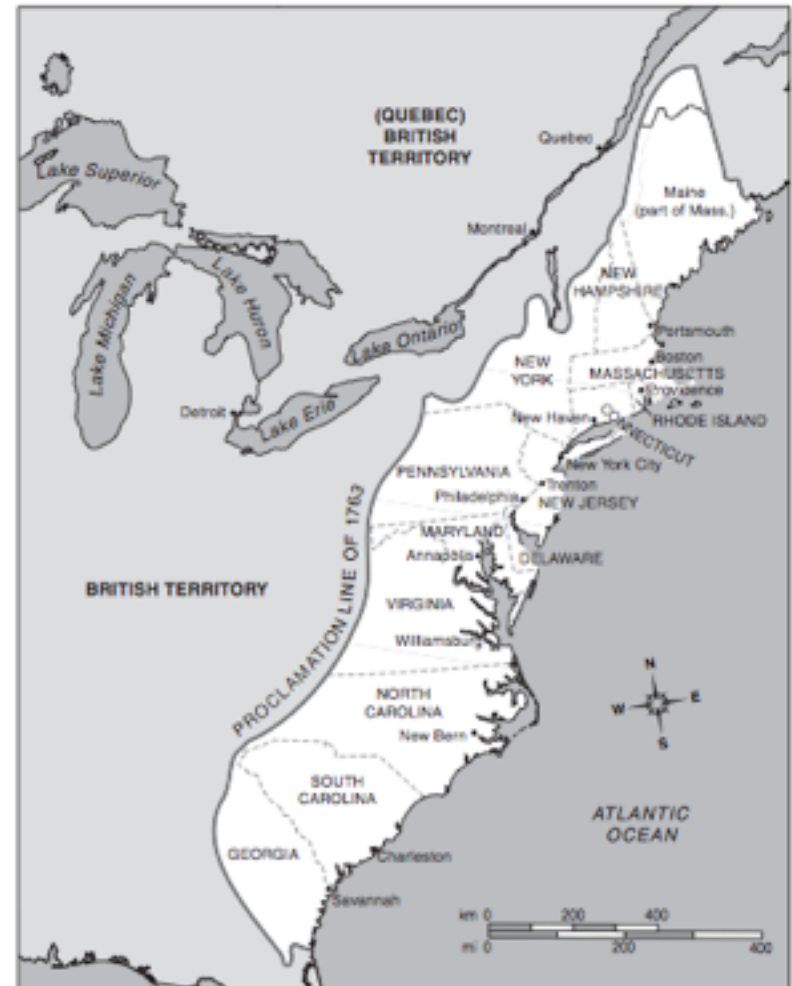 (QUEBEC)
BRITISH
TERRITORY
Quebec
Lake Superior
Maine
(part of Mass.)
Montreal
NEW
HAMPSHIRE
Lake Michigan
Lake Huron
Lake Ontario
Portsmouth
NEW
YORK
Boston
MASSACHUSETTS
Providence
Detroit
Lake Erie
New Haven
RHODE ISLAND
CONNECTICUT
New York City
PENNSYLVANIA
Trenton
Philadelphia
NEW JERSEY
PROCLAMATION LINE OF 1763
MARYLAND
Annapolis
DELAWARE
BRITISH TERRITORY
VIRGINIA
Williamsburg
N
W
E
S
NORTH
CAROLINA
New Bern
SOUTH
CAROLINA
ATLANTIC
OCEAN
GEORGIA
Charleston
Savannah
km 0 200 400
mi 0 200 400